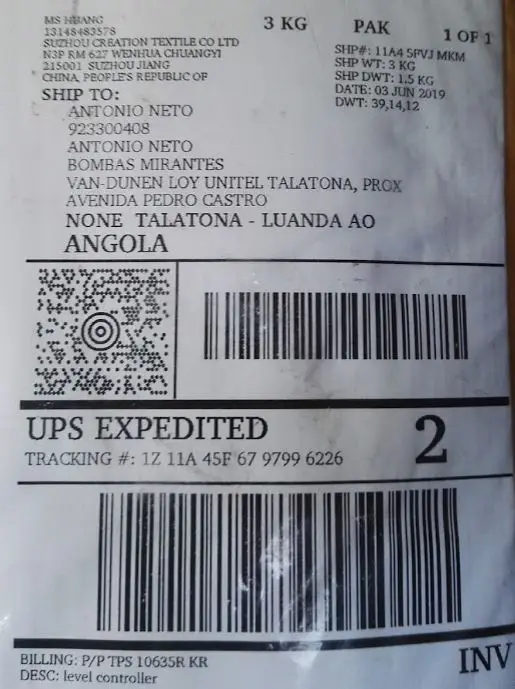 MS HUANG
13148483578
SUZHOU CREATION TEXTILE CO LTD
N3P RM 627 WENHUA CHUANGYI
215001 SUZHOU JIANG
CHINA, PEOPLE'S REPUBLIC OF
3 KG
PAK
1 OF 1
SHP#: 11A4 5FVJ MKM
SHP WT: 3 KG
SHP DWT: 1,5 KG
DATE: 03 JUN 2019
DWT: 39,14,12
SHIP TO:
ANTONIO NETO
923300408
ANTONIO NETO
BOMBAS MIRANTES
VAN-DUNEN LOY UNITEL TALATONA, PROX
AVENIDA PEDRO CASTRO
NONE TALATONA - LUANDA AO
ANGOLA
UPS EXPEDITED
TRACKING #: 1Z 11A 45F 67 9799 6226
2
BILLING: P/P TPS 10635R KR
DESC: level controller
INV